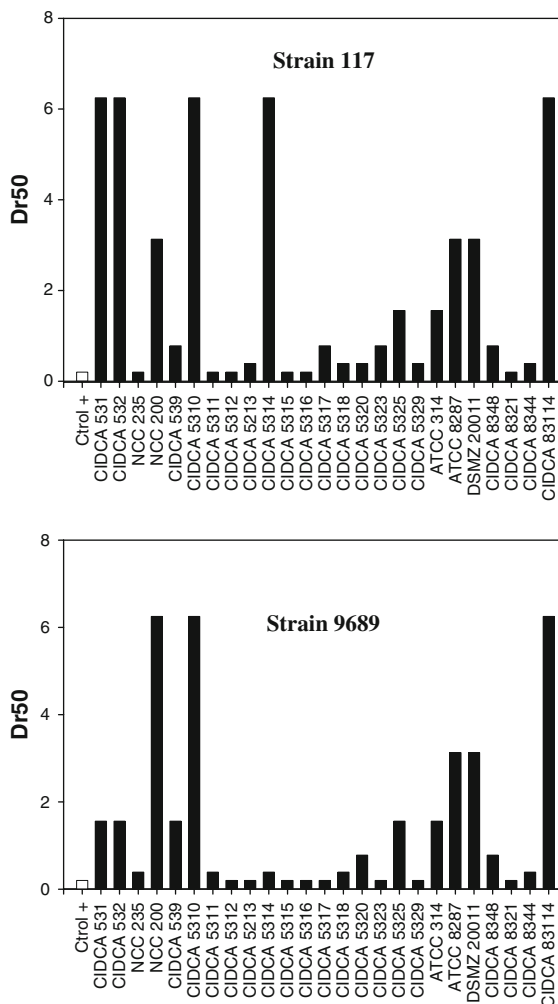 8
6
4
2
0
Dr50
Strain 117
Ctrol +
CIDCA 531
CIDCA 532
NCC 235
NCC 200
CIDCA 539
CIDCA 5310
CIDCA 5311
CIDCA 5312
CIDCA 5213
CIDCA 5314
CIDCA 5315
CIDCA 5316
CIDCA 5317
CIDCA 5318
CIDCA 5320
CIDCA 5323
CIDCA 5325
CIDCA 5329
ATCC 314
ATCC 8287
DSMZ 20011
CIDCA 8348
CIDCA 8321
CIDCA 8344
CIDCA 83114
8
6
4
2
0
Dr50
Strain 9689
Ctrol +
CIDCA 531
CIDCA 532
NCC 235
NCC 200
CIDCA 539
CIDCA 5310
CIDCA 5311
CIDCA 5312
CIDCA 5213
CIDCA 5314
CIDCA 5315
CIDCA 5316
CIDCA 5317
CIDCA 5318
CIDCA 5320
CIDCA 5323
CIDCA 5325
CIDCA 5329
ATCC 314
ATCC 8287
DSMZ 20011
CIDCA 8348
CIDCA 8321
CIDCA 8344
CIDCA 83114